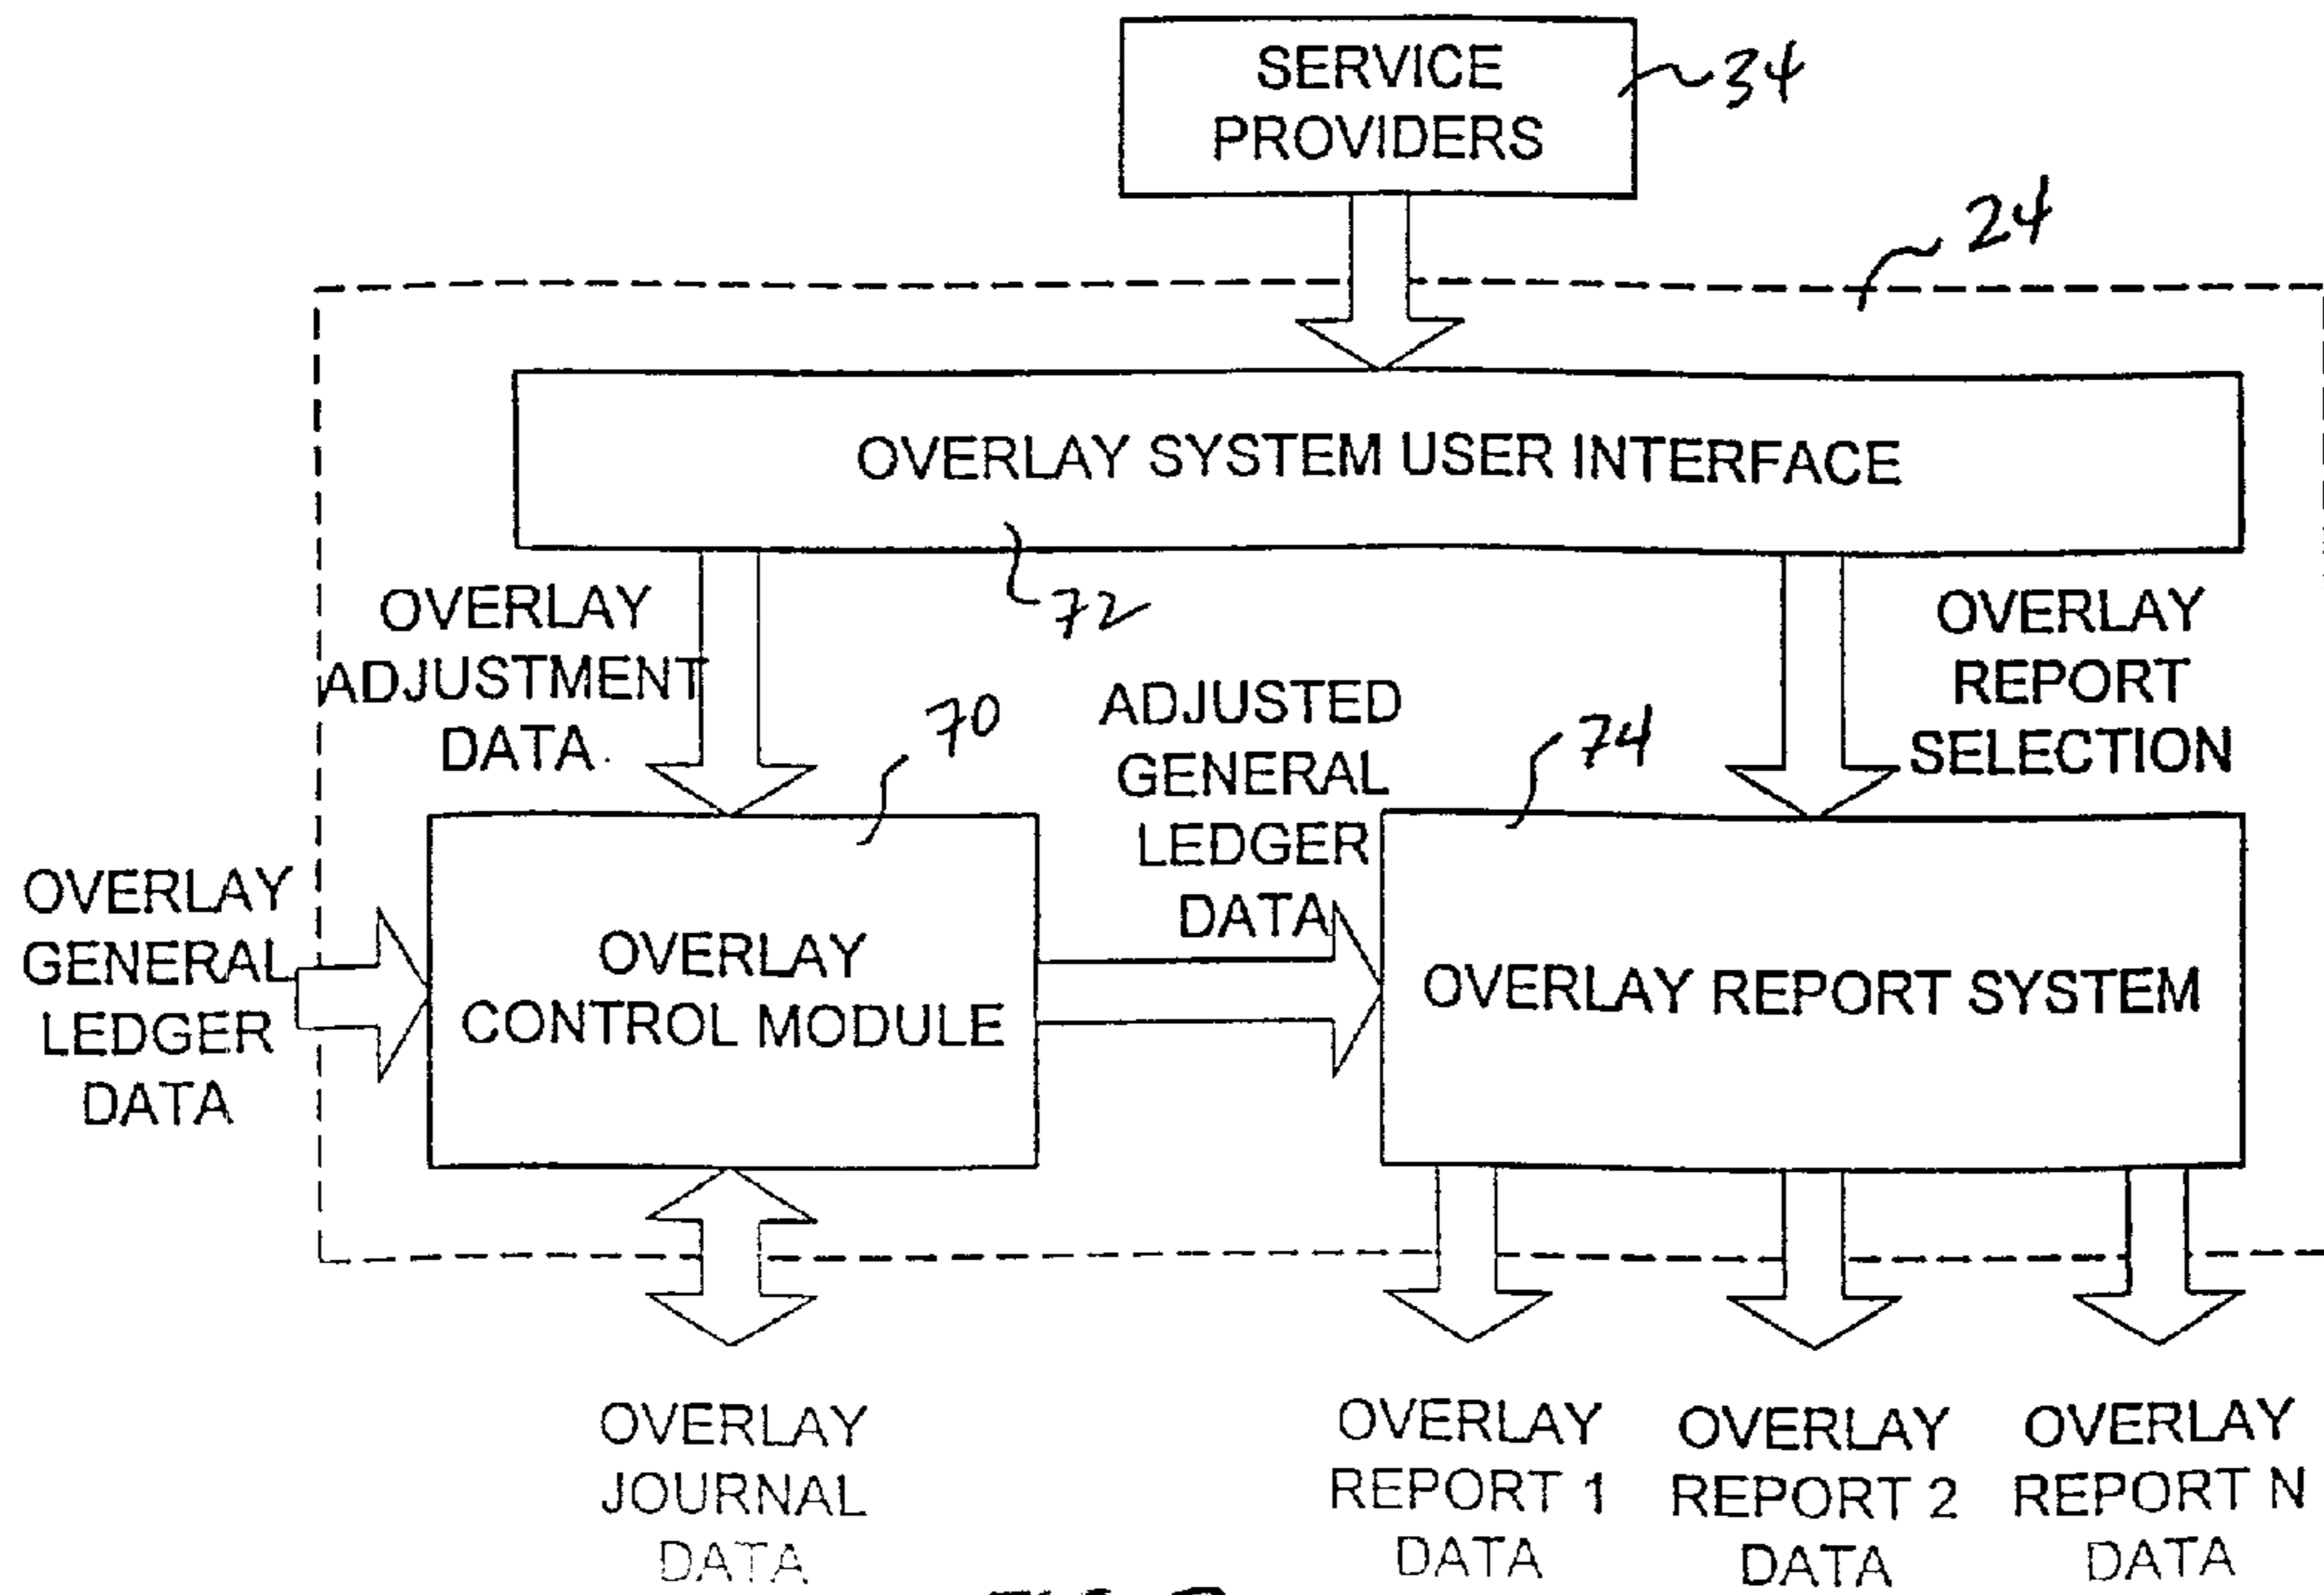 SERVICE
PROVIDERS
34
24
OVERLAY SYSTEM USER INTERFACE
72
OVERLAY
ADJUSTMENT
DATA
OVERLAY
REPORT
SELECTION
70
ADJUSTED
GENERAL
LEDGER
DATA
74
OVERLAY
GENERAL
LEDGER
DATA
OVERLAY
CONTROL MODULE
OVERLAY REPORT SYSTEM
OVERLAY
JOURNAL
DATA
OVERLAY
REPORT 1
DATA
OVERLAY
REPORT 2
DATA
OVERLAY
REPORT N
DATA